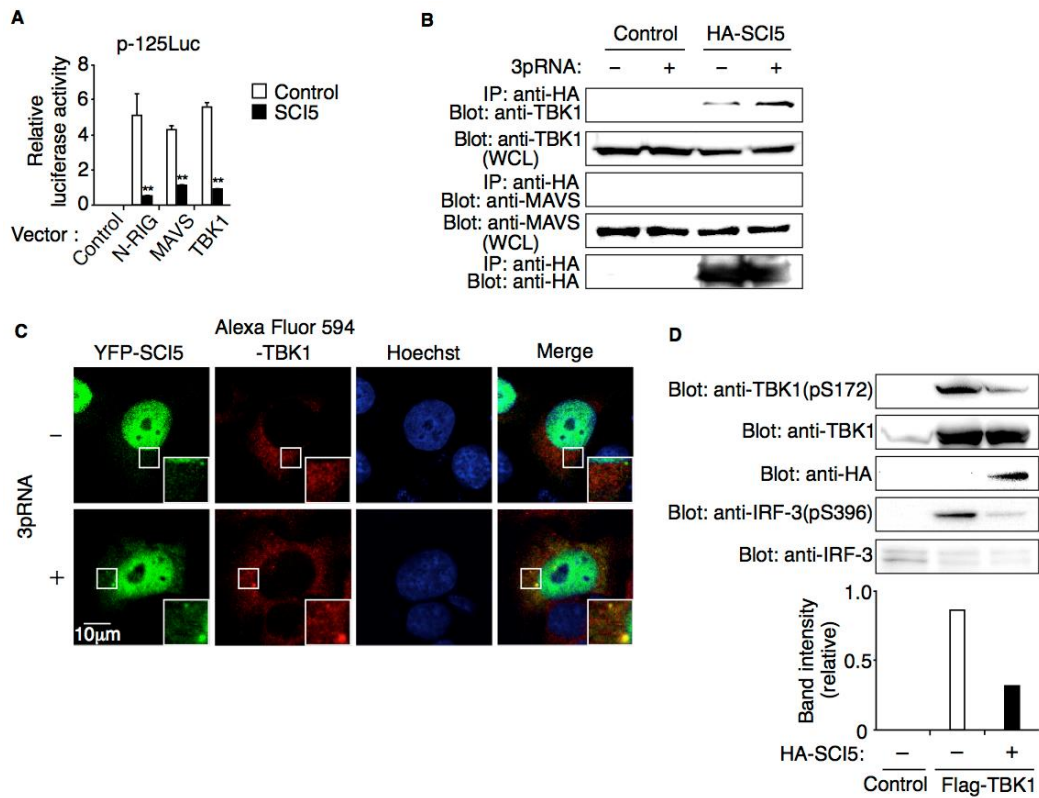 A
p-125Luc
Relative
luciferase activity
8
6
4
2
0
Control
SCI5
**
**
**
Vector :
Control
N-RIG
MAVS
TBK1
B
Control
HA-SCI5
3pRNA: − + − +
IP: anti-HA
Blot: anti-TBK1
Blot: anti-TBK1
(WCL)
IP: anti-HA
Blot: anti-MAVS
Blot: anti-MAVS
(WCL)
IP: anti-HA
Blot: anti-HA
C
YFP-SCI5
Alexa Fluor 594
-TBK1
Hoechst
Merge
3pRNA
−
+
10μm
D
Blot: anti-TBK1(pS172)
Blot: anti-TBK1
Blot: anti-HA
Blot: anti-IRF-3(pS396)
Blot: anti-IRF-3
Band intensity
(relative)
1.0
0.5
0
HA-SCI5: − − +
Control Flag-TBK1